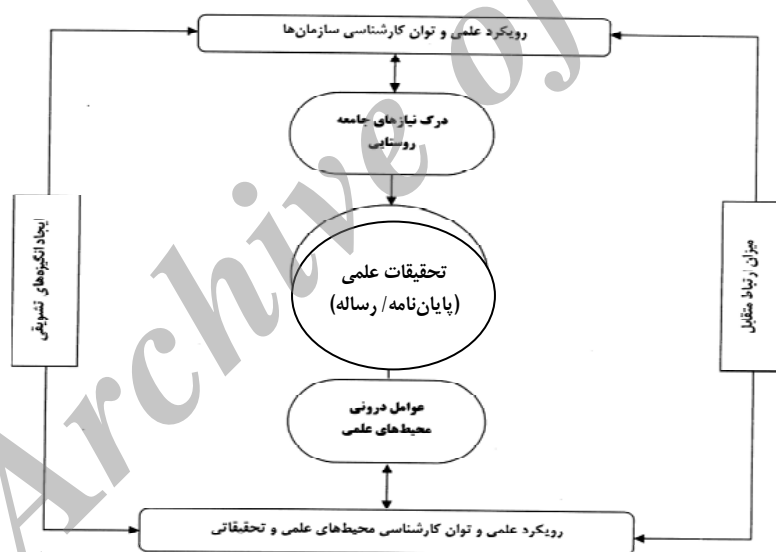 رویکرد علمی و توان کارشناسی سازمان‌ها
درک نیازهای جامعه
روستایی
ایجاد انگیزه‌های تشویقی
میزان ارتباط متقابل
تحقیقات علمی
(پایان‌نامه/ رساله)
عوامل درونی
محیط‌های علمی
رویکرد علمی و توان کارشناسی محیط‌های علمی و تحقیقاتی
Archive of